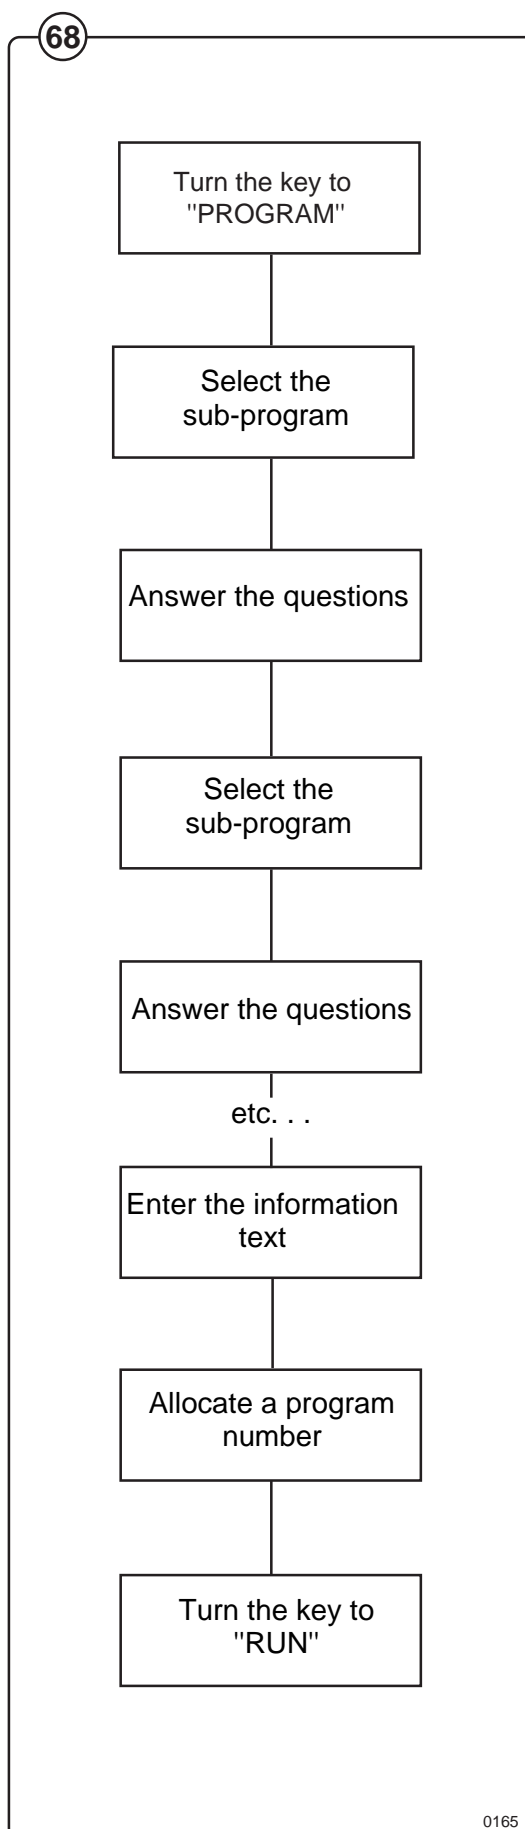 68
Turn the key to
"PROGRAM"
Select the
sub-program
Answer the questions
Select the
sub-program
Answer the questions
etc. . .
Enter the information
text
Allocate a program
number
Turn the key to
"RUN"
0165